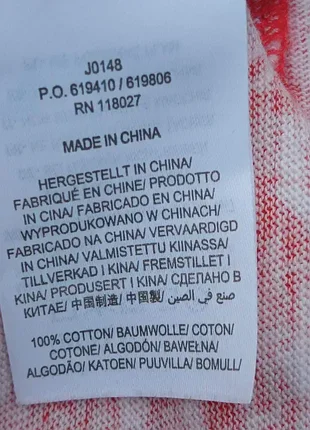 J0148
P.O. 619410 / 619806
RN 118027
MADE IN CHINA
HERGESTELLT IN CHINA/
FABRIQUÉ EN CHINE/ PRODOTTO
IN CINA/ FABRICADO EN CHINA/
WYPRODUKOWANO W CHINACH/
FABRICADO NA CHINA/ VERVAARDIGD
IN CHINA/ VALMISTETTU KIINASSA/
TILLVERKAD I KINA/ FREMSTILLET I
KINA/ PRODUSERT I KINA/ СДЕЛАНО В
КИТАЕ/ 中国制造/ 中國製/ صنع في الصين/
100% COTTON/ BAUMWOLLE/ COTON/
COTONE/ ALGODÓN/ BAWEŁNA/
ALGODÃO/ KATOEN/ PUUVILLA/ BOMULL/